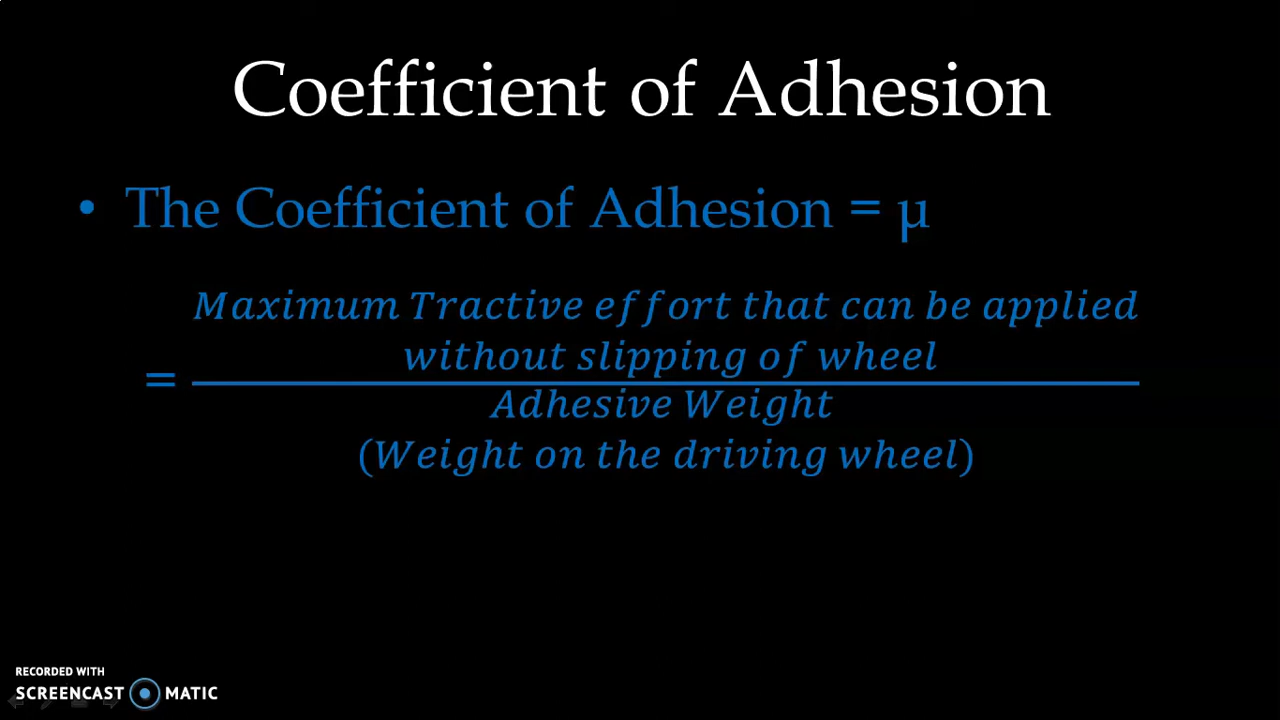 Coefficient of Adhesion
• The Coefficient of Adhesion = μ
Maximum Tractive effort that can be applied
without slipping of wheel
=
Adhesive Weight
(Weight on the driving wheel)
RECORDED WITH
SCREENCAST MATIC